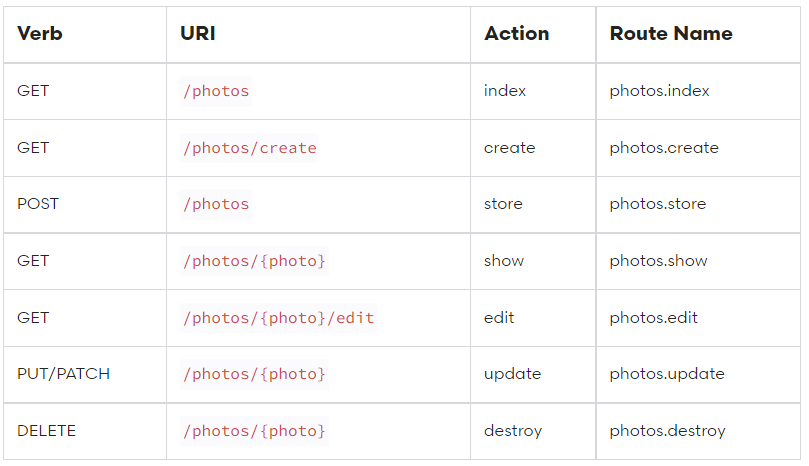 Verb URI Action Route Name
GET /photos index photos.index
GET /photos/create create photos.create
POST /photos store photos.store
GET /photos/{photo} show photos.show
GET /photos/{photo}/edit edit photos.edit
PUT/PATCH /photos/{photo} update photos.update
DELETE /photos/{photo} destroy photos.destroy